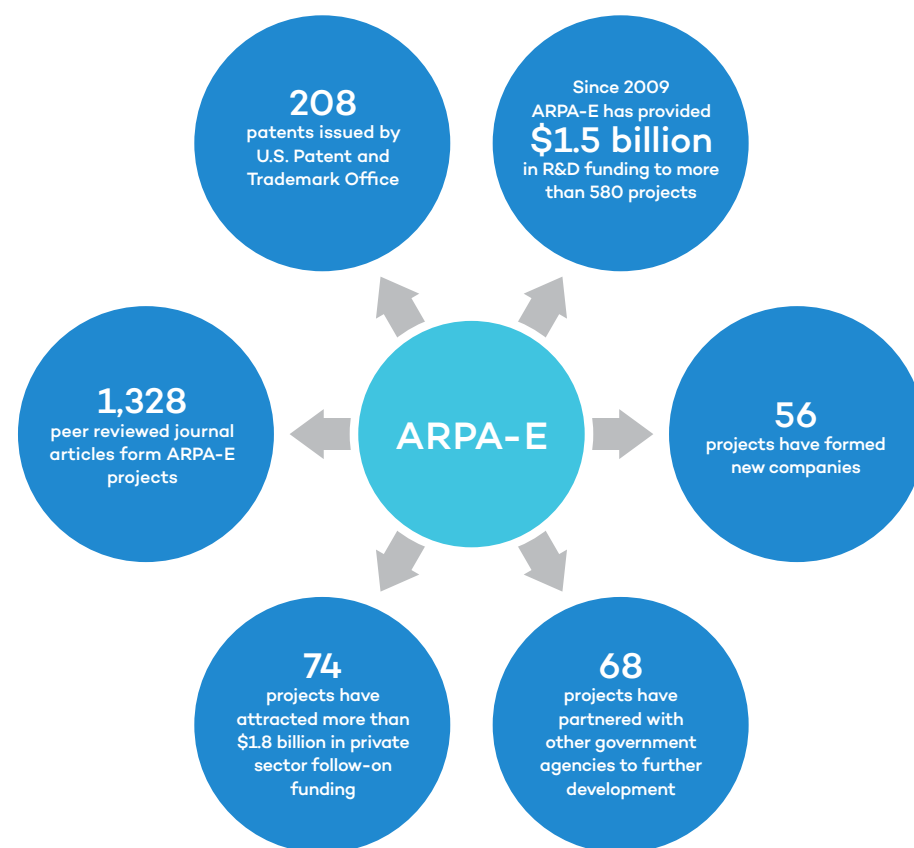 208
patents issued by
U.S. Patent and
Trademark Office
Since 2009
ARPA-E has provided
$1.5 billion
in R&D funding to more
than 580 projects
1,328
peer reviewed journal
articles form ARPA-E
projects
ARPA-E
56
projects have formed
new companies
74
projects have
attracted more than
$1.8 billion in private
sector follow-on
funding
68
projects have
partnered with
other government
agencies to further
development